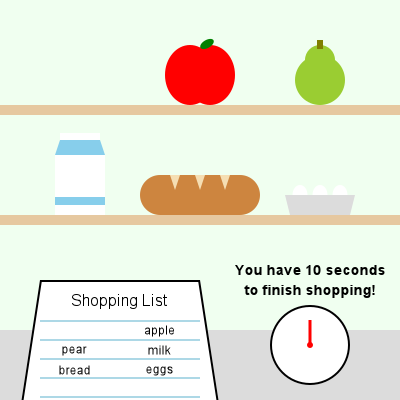 You have 10 seconds
to finish shopping!
Shopping List
apple
pear milk
bread eggs